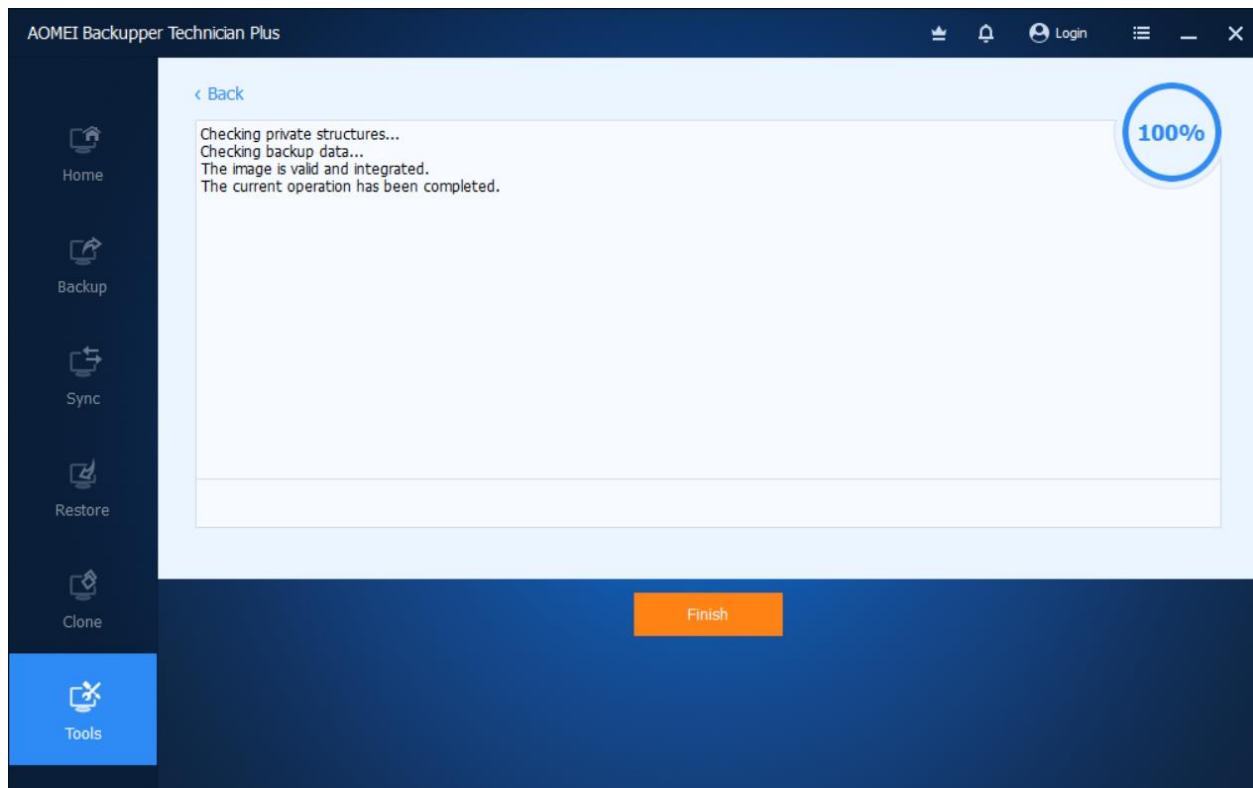 AOMEI Backupper Technician Plus
Login
< Back
Checking private structures...
Checking backup data...
The image is valid and integrated.
The current operation has been completed.
100%
Home
Backup
Sync
Restore
Clone
Tools
Finish